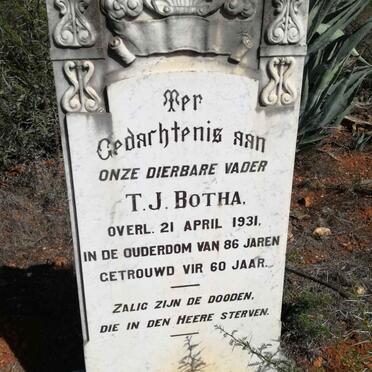 Ter
Gedachtenis aan
ONZE DIERBARE VADER
T.J. BOTHA,
OVERL. 21 APRIL 1931,
IN DE OUDERDOM VAN 86 JAREN
GETROUWD VIR 60 JAAR.
ZALIG ZIJN DE DOODEN,
DIE IN DEN HEERE STERVEN.